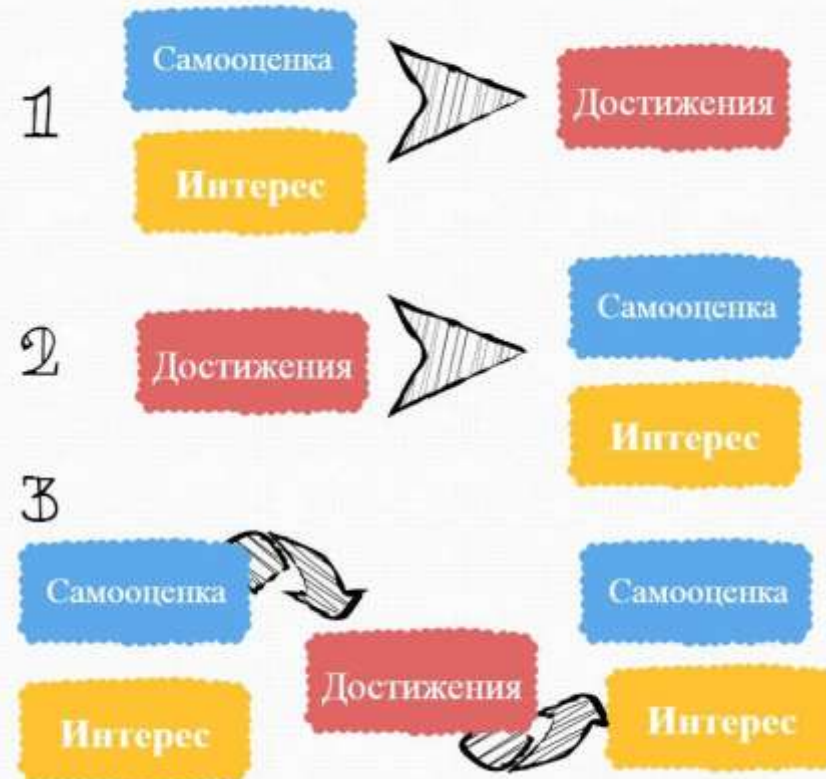 1
Самооценка
Интерес
Достижения
2
Достижения
Самооценка
Интерес
3
Самооценка
Интерес
Достижения
Самооценка
Интерес